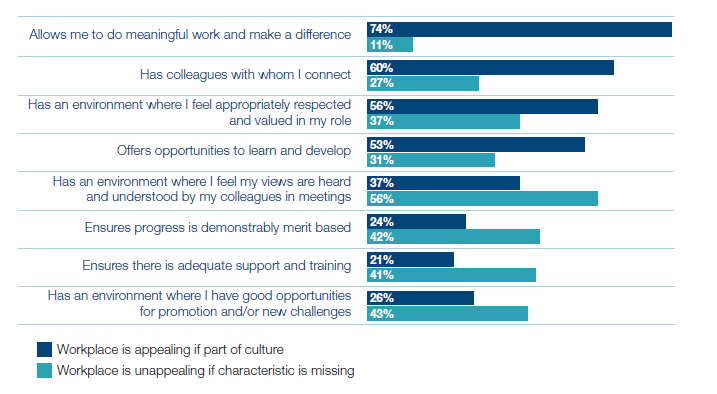 Allows me to do meaningful work and make a difference
74%
11%
Has colleagues with whom I connect
60%
27%
Has an environment where I feel appropriately respected
and valued in my role
56%
37%
Offers opportunities to learn and develop
53%
31%
Has an environment where I feel my views are heard
and understood by my colleagues in meetings
37%
56%
Ensures progress is demonstrably merit based
24%
42%
Ensures there is adequate support and training
21%
41%
Has an environment where I have good opportunities
for promotion and/or new challenges
26%
43%
Workplace is appealing if part of culture
Workplace is unappealing if characteristic is missing